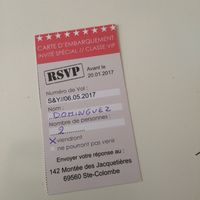 CARTE D'EMBARQUEMENT
INVITÉ SPÉCIAL // CLASSE VIP
RSVP Avant le
20.01.2017
Numéro de Vol :
S&Y//06.05.2017
Nom :
DOMINGUEZ
Nombre de personnes :
2
X viendront
ne pourront pas venir
Envoyer votre réponse au :
142 Montée des Jacquetières
69560 Ste-Colombe